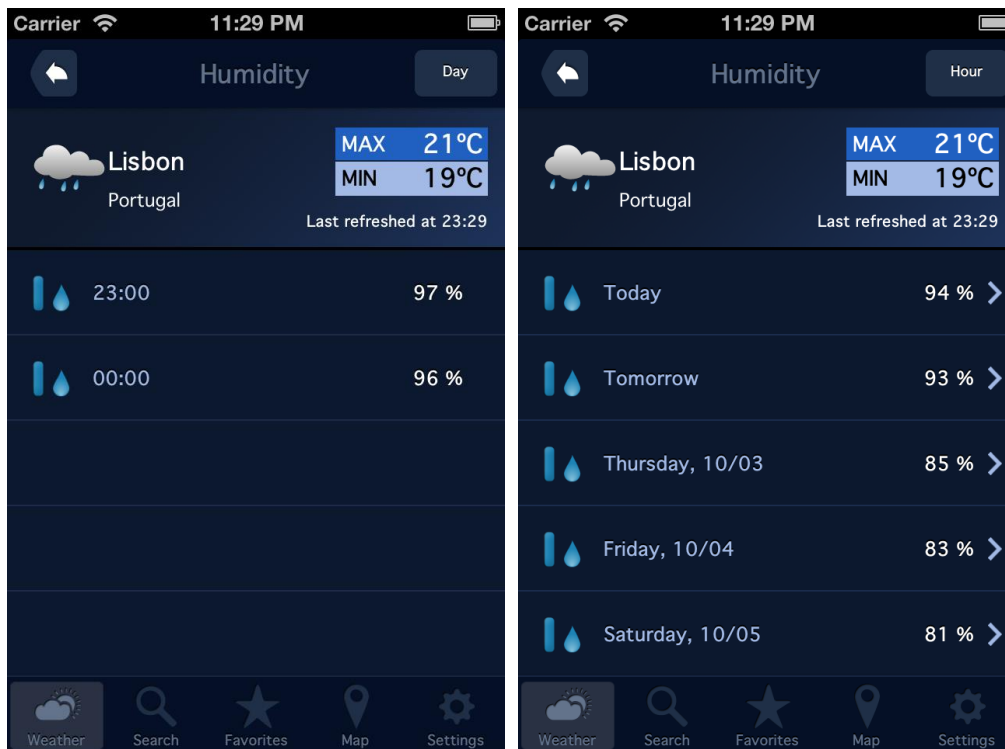 Carrier 11:29 PM
Humidity Day
Lisbon
Portugal
MAX 21°C
MIN 19°C
Last refreshed at 23:29
23:00 97 %
00:00 96 %
Weather Search Favorites Map Settings
Carrier 11:29 PM
Humidity Hour
Lisbon
Portugal
MAX 21°C
MIN 19°C
Last refreshed at 23:29
Today 94 %
Tomorrow 93 %
Thursday, 10/03 85 %
Friday, 10/04 83 %
Saturday, 10/05 81 %
Weather Search Favorites Map Settings